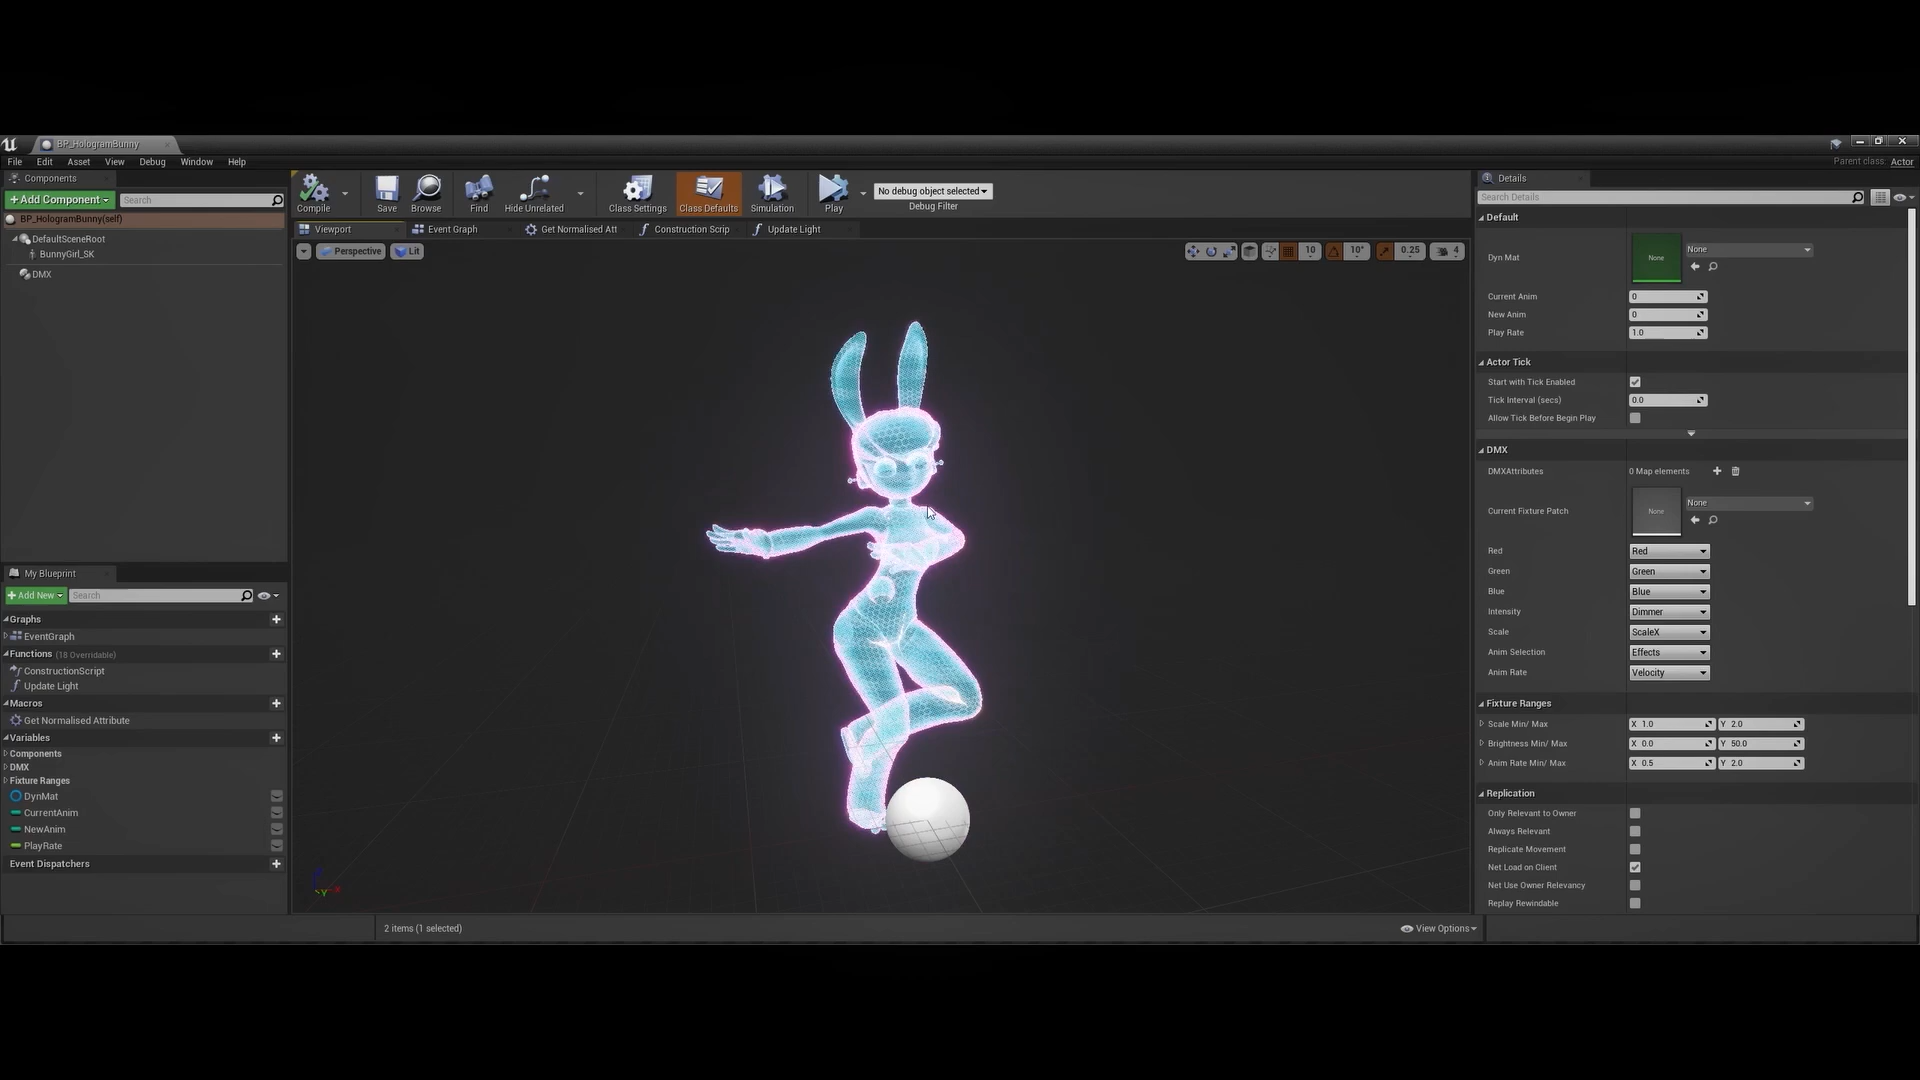 BP_HologramBunny
File Edit Asset View Debug Window Help
Parent class: Actor
Components
+ Add Component
Search
BP_HologramBunny(self)
DefaultSceneRoot
BunnyGirl_SK
DMX
Compile
Save
Browse
Find
Hide Unrelated
Class Settings
Class Defaults
Simulation
Play
No debug object selected
Debug Filter
Viewport
Event Graph
Get Normalised Att
Construction Scrip
Update Light
Perspective
Lit
10
10°
0.25
4
My Blueprint
+ Add New
Search
Graphs
EventGraph
Functions (18 Overridable)
ConstructionScript
Update Light
Macros
Get Normalised Attribute
Variables
Components
DMX
Fixture Ranges
DynMat
CurrentAnim
NewAnim
PlayRate
Event Dispatchers
2 items (1 selected)
View Options
Details
Search Details
Default
Dyn Mat
None
None
Current Anim 0
New Anim 0
Play Rate 1.0
Actor Tick
Start with Tick Enabled
Tick Interval (secs) 0.0
Allow Tick Before Begin Play
DMX
DMXAttributes 0 Map elements
Current Fixture Patch
None
None
Red Red
Green Green
Blue Blue
Intensity Dimmer
Scale ScaleX
Anim Selection Effects
Anim Rate Velocity
Fixture Ranges
Scale Min/ Max X 1.0 Y 2.0
Brightness Min/ Max X 0.0 Y 50.0
Anim Rate Min/ Max X 0.5 Y 2.0
Replication
Only Relevant to Owner
Always Relevant
Replicate Movement
Net Load on Client
Net Use Owner Relevancy
Replay Rewindable